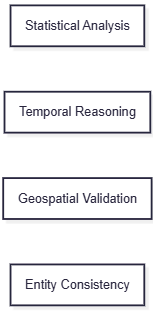 Statistical Analysis
Temporal Reasoning
Geospatial Validation
Entity Consistency